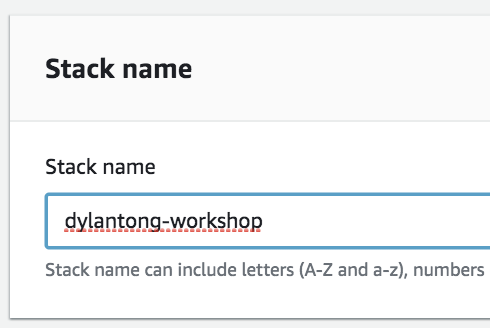 Stack name
Stack name
dylantong-workshop
Stack name can include letters (A-Z and a-z), numbers